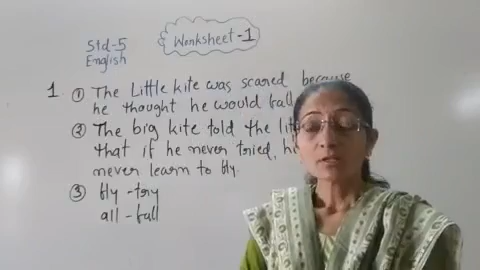 Std-5
English
Worksheet-1
1. ① The Little kite was scared because
he thought he would fall
② The big kite told the
that if he never tried,
never learn to fly.
③ fly - try
all - fall